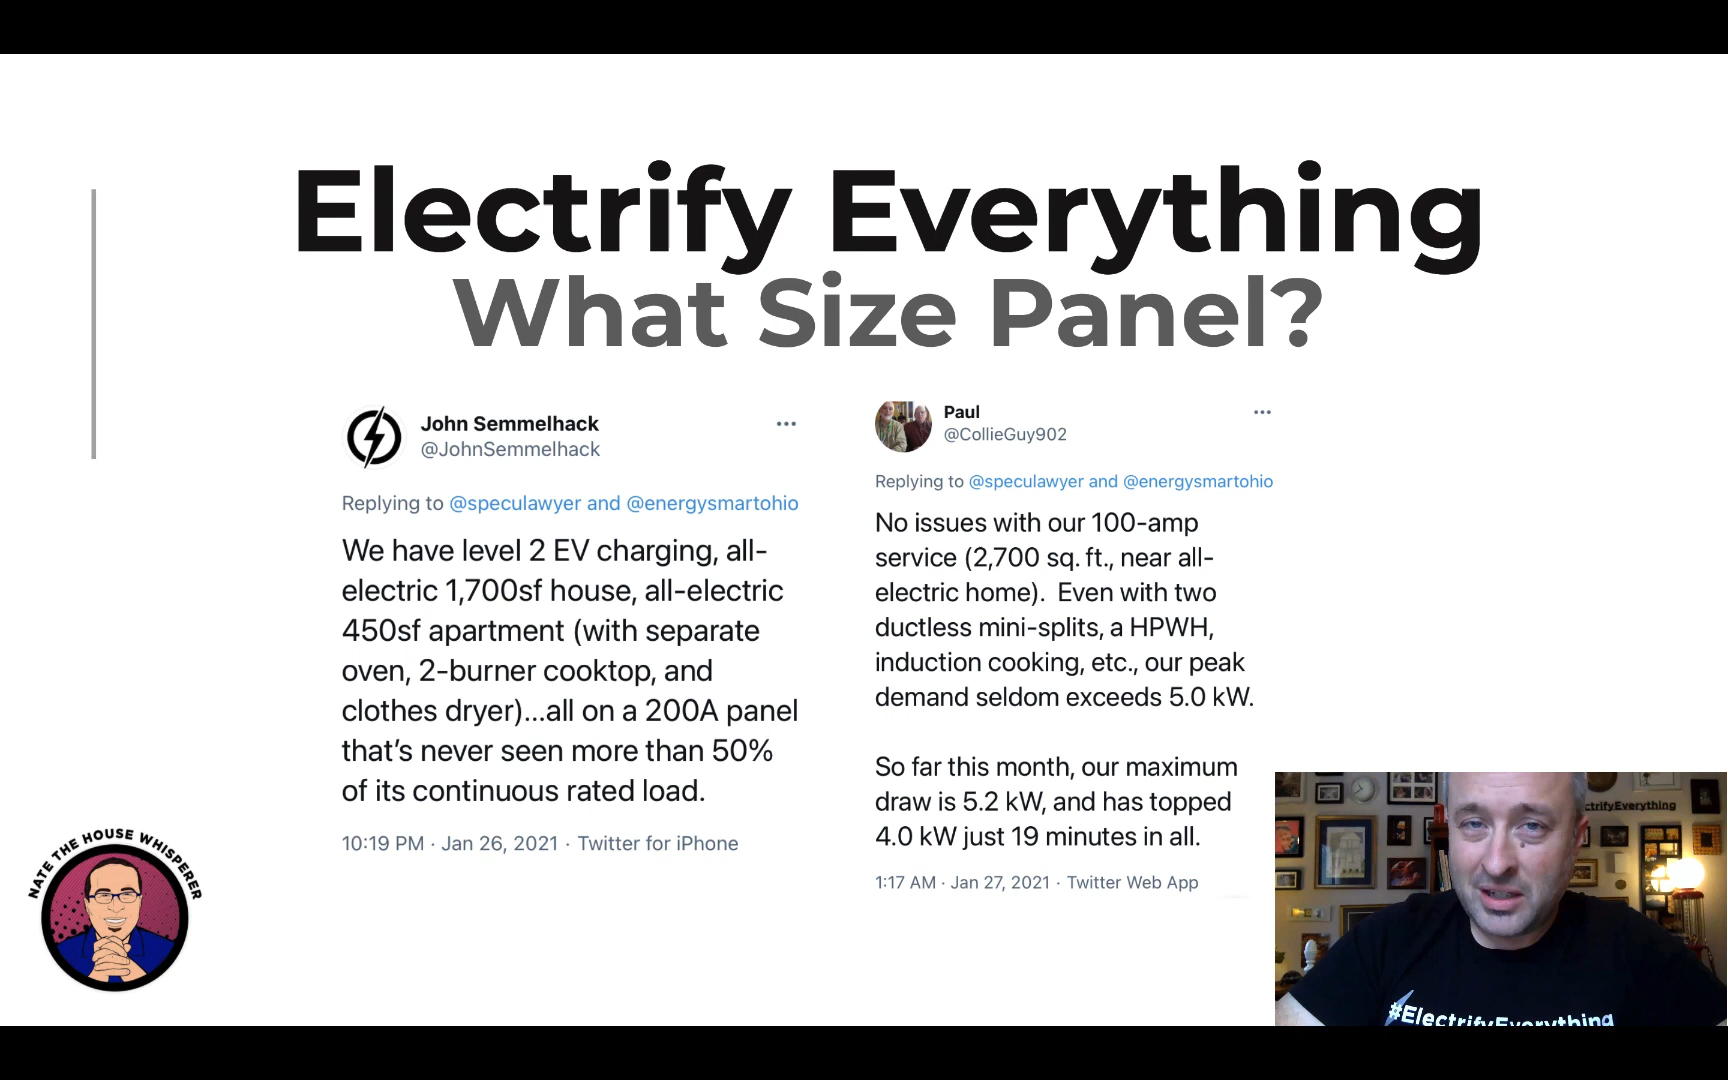 Electrify Everything
What Size Panel?
John Semmelhack
@JohnSemmelhack
Replying to @speculawyer and @energysmartohio
We have level 2 EV charging, all-
electric 1,700sf house, all-electric
450sf apartment (with separate
oven, 2-burner cooktop, and
clothes dryer)...all on a 200A panel
that's never seen more than 50%
of its continuous rated load.
10:19 PM · Jan 26, 2021 · Twitter for iPhone
Paul
@CollieGuy902
Replying to @speculawyer and @energysmartohio
No issues with our 100-amp
service (2,700 sq. ft., near all-
electric home).  Even with two
ductless mini-splits, a HPWH,
induction cooking, etc., our peak
demand seldom exceeds 5.0 kW.
So far this month, our maximum
draw is 5.2 kW, and has topped
4.0 kW just 19 minutes in all.
1:17 AM · Jan 27, 2021 · Twitter Web App
NATE THE HOUSE WHISPERER
ctrifyEverything
#ElectrifyEverything